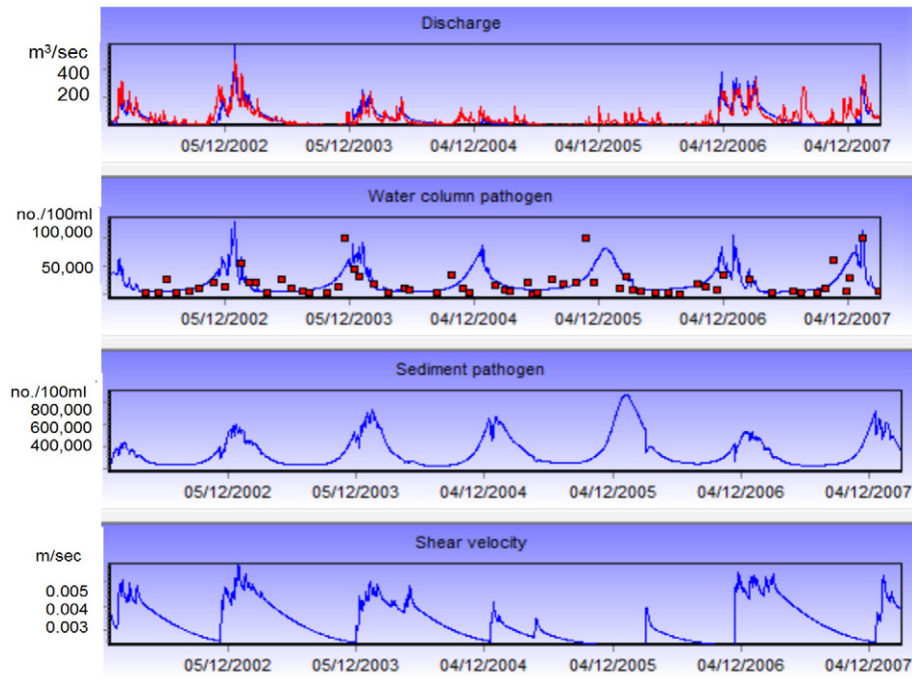 Discharge
m³/sec
400
200
05/12/2002 05/12/2003 04/12/2004 04/12/2005 04/12/2006 04/12/2007
Water column pathogen
no./100ml
100,000
50,000
05/12/2002 05/12/2003 04/12/2004 04/12/2005 04/12/2006 04/12/2007
Sediment pathogen
no./100ml
800,000
600,000
400,000
05/12/2002 05/12/2003 04/12/2004 04/12/2005 04/12/2006 04/12/2007
Shear velocity
m/sec
0.005
0.004
0.003
05/12/2002 05/12/2003 04/12/2004 04/12/2005 04/12/2006 04/12/2007